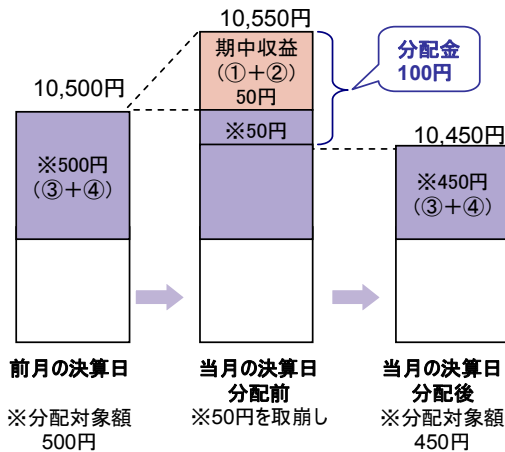 10,500円
※500円
(③+④)
前月の決算日
※分配対象額
500円
10,550円
期中収益
(①+②)
50円
※50円
当月の決算日
分配前
※50円を取崩し
分配金
100円
10,450円
※450円
(③+④)
当月の決算日
分配後
※分配対象額
450円